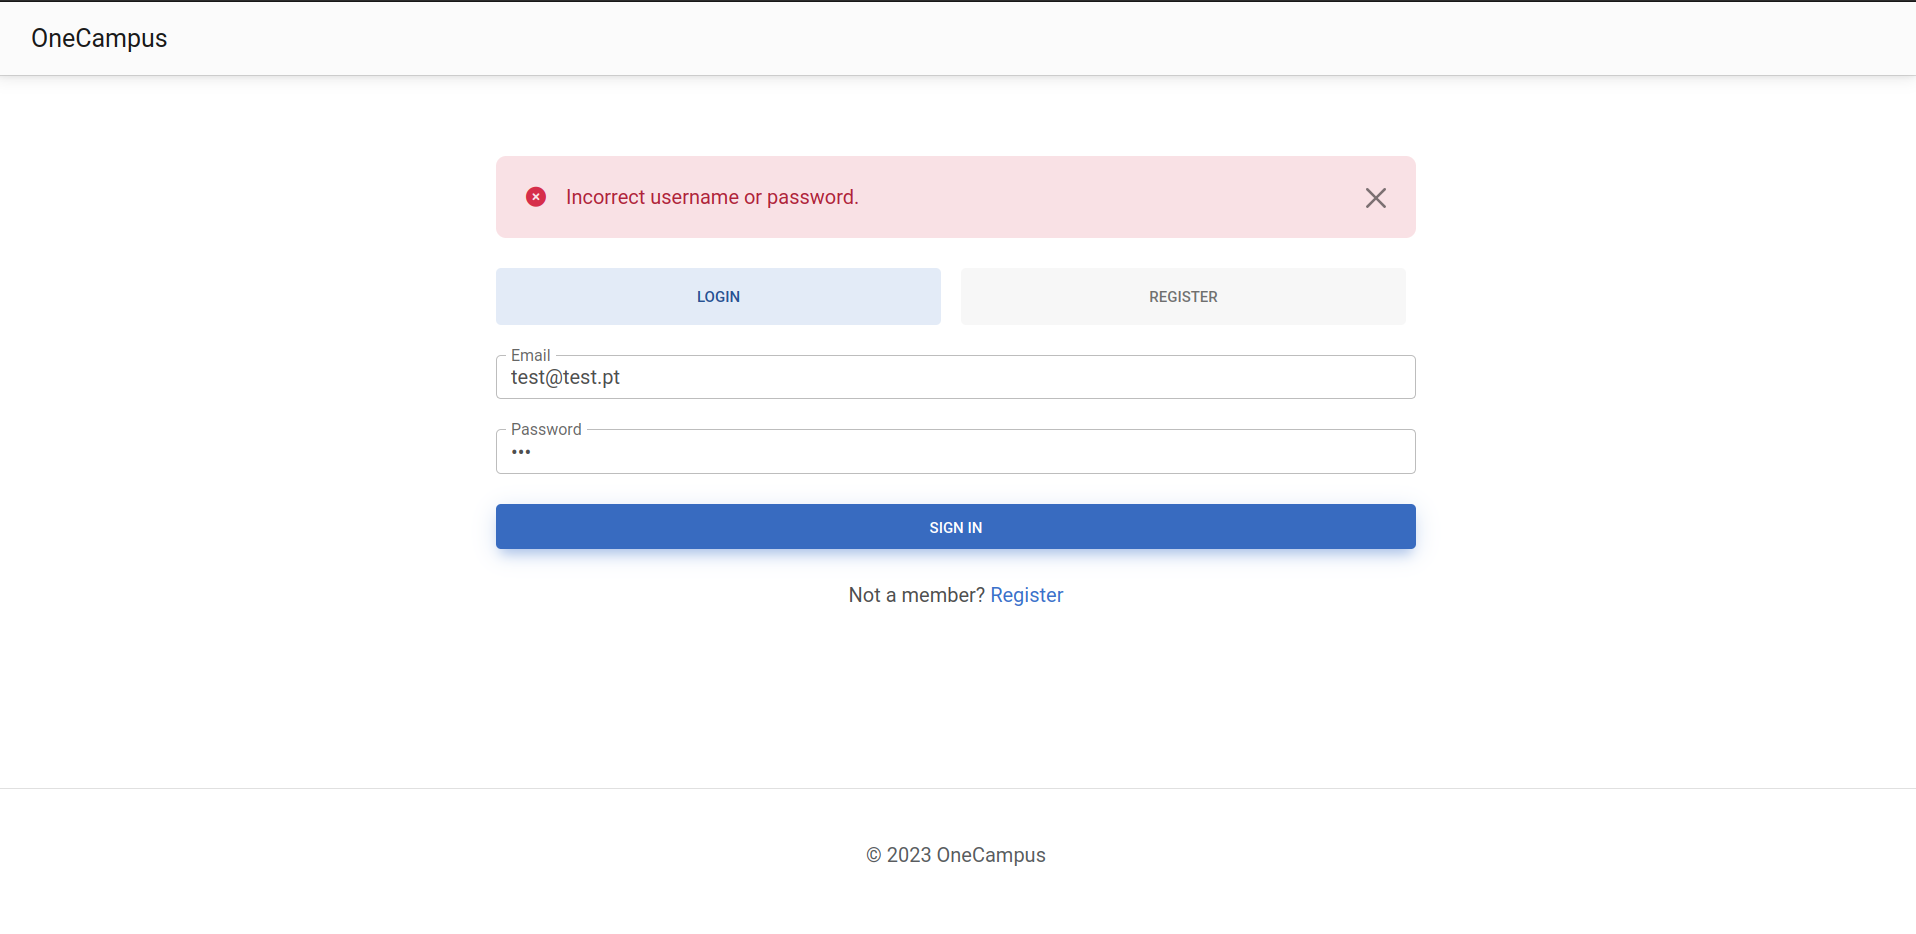 OneCampus
Incorrect username or password.
LOGIN
REGISTER
Email
test@test.pt
Password
•••
SIGN IN
Not a member? Register
© 2023 OneCampus